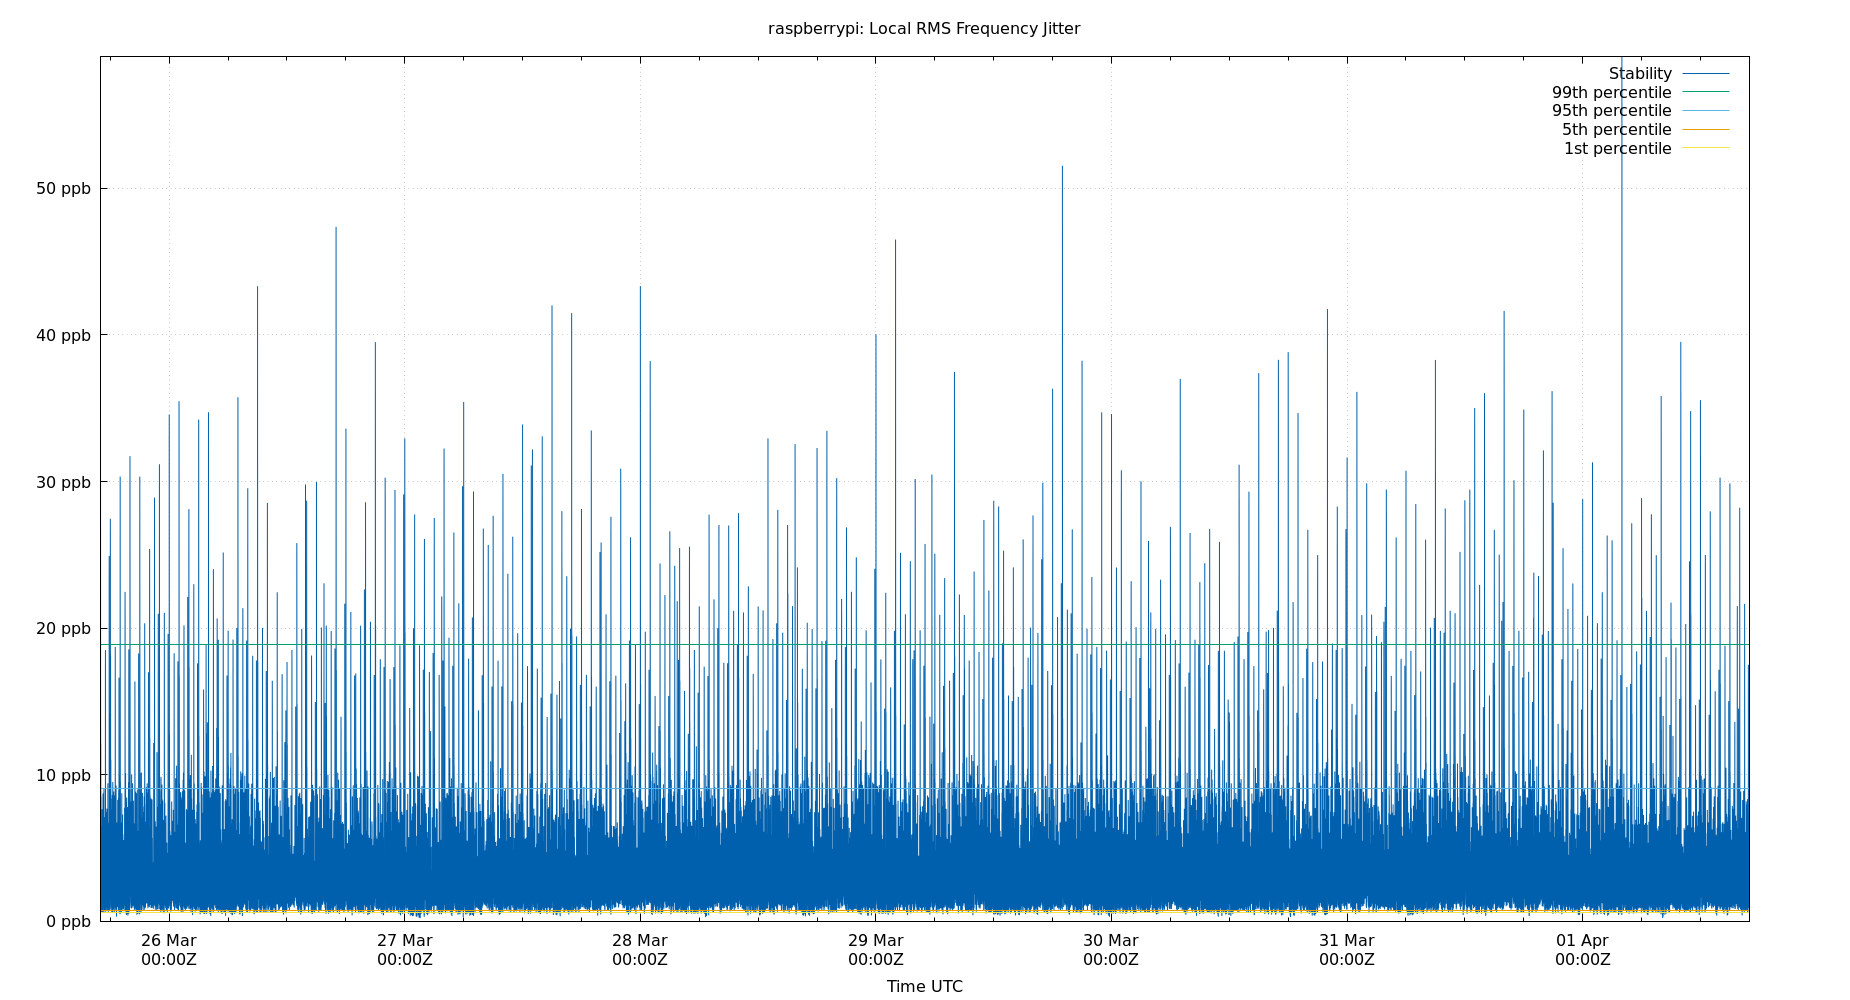 raspberrypi: Local RMS Frequency Jitter
Stability
99th percentile
95th percentile
5th percentile
1st percentile
50 ppb
40 ppb
30 ppb
20 ppb
10 ppb
0 ppb
26 Mar 27 Mar 28 Mar 29 Mar 30 Mar 31 Mar 01 Apr
00:00Z 00:00Z 00:00Z 00:00Z 00:00Z 00:00Z 00:00Z
Time UTC